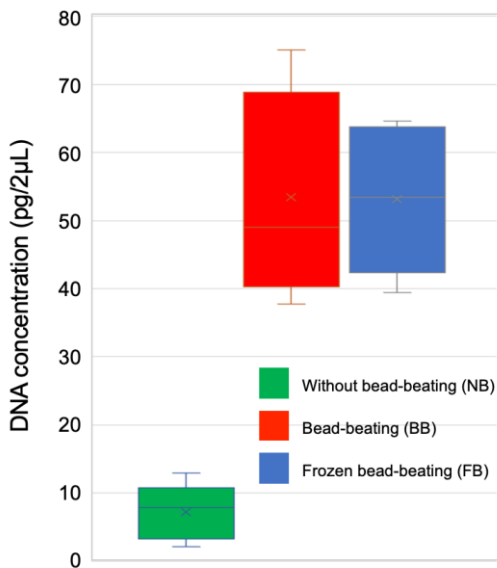 DNA concentration (pg/2µL)
80
70
60
50
40
30
20
10
0
Without bead-beating (NB)
Bead-beating (BB)
Frozen bead-beating (FB)